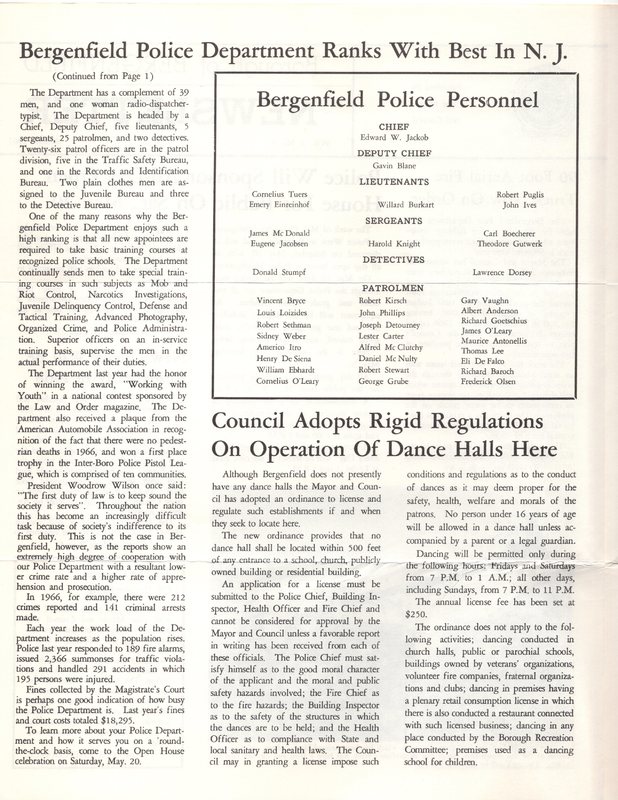 Bergenfield Police Department Ranks With Best In N. J.
(Continued from Page 1)
The Department has a complement of 39
men, and one woman radio-dispatcher-
typist. The Department is headed by a
Chief, Deputy Chief, five lieutenants, 5
sergeants, 25 patrolmen, and two detectives.
Twenty-six patrol officers are in the patrol
division, five in the Traffic Safety Bureau,
and one in the Records and Identification
Bureau. Two plain clothes men are as-
signed to the Juvenile Bureau and three
to the Detective Bureau.
One of the many reasons why the Ber-
genfield Police Department enjoys such a
high ranking is that all new appointees are
required to take basic training courses at
recognized police schools. The Department
continually sends men to take special train-
ing courses in such subjects as Mob and
Riot Control, Narcotics Investigations,
Juvenile Delinquency Control, Defense and
Tactical Training, Advanced Photography,
Organized Crime, and Police Administra-
tion. Superior officers on an in-service
training basis, supervise the men in the
actual performance of their duties.
The Department last year had the honor
of winning the award, "Working with
Youth" in a national contest sponsored by
the Law and Order magazine. The De-
partment also received a plaque from the
American Automobile Association in recog-
nition of the fact that there were no pedest-
rian deaths in 1966, and won a first place
trophy in the Inter-Boro Police Pistol Lea-
gue, which is comprised of ten communities.
President Woodrow Wilson once said:
"The first duty of law is to keep sound the
society it serves". Throughout the nation
this has become an increasingly difficult
task because of society's indifference to its
first duty. This is not the case in Ber-
genfield, however, as the reports show an
extremely high degree of cooperation with
our Police Department with a resultant low-
er crime rate and a higher rate of appre-
hension and prosecution.
In 1966, for example, there were 212
crimes reported and 141 criminal arrests
made.
Each year the work load of the De-
partment increases as the population rises.
Police last year responded to 189 fire alarms,
issued 2,366 summonses for traffic viola-
tions and handled 291 accidents in which
195 persons were injured.
Fines collected by the Magistrate's Court
is perhaps one good indication of how busy
the Police Department is. Last year's fines
and court costs totaled $18,295.
To learn more about your Police Depart-
ment and how it serves you on a 'round-
the-clock basis, come to the Open House
celebration on Saturday, May. 20.
Bergenfield Police Personnel
CHIEF
Edward W. Jackob
DEPUTY CHIEF
Gavin Blane
LIEUTENANTS
Cornelius Tuers Robert Puglis
Emery Einreinhof Willard Burkart John Ives
SERGEANTS
James Mc Donald Carl Boecherer
Eugene Jacobsen Harold Knight Theodore Gutwerk
DETECTIVES
Donald Stumpf Lawrence Dorsey
PATROLMEN
Vincent Bryce Robert Kirsch Gary Vaughn
Louis Loizides John Phillips Albert Anderson
Robert Sethman Joseph Detourney Richard Goetschius
Sidney Weber Lester Carter James O'Leary
Americo Itro Alfred Mc Clutchy Maurice Antonellis
Henry De Siena Daniel Mc Nulty Thomas Lee
William Ebhardt Robert Stewart Eli De Falco
Cornelius O'Leary George Grube Richard Baroch
Frederick Olsen
Council Adopts Rigid Regulations
On Operation Of Dance Halls Here
Although Bergenfield does not presently
have any dance halls the Mayor and Coun-
cil has adopted an ordinance to license and
regulate such establishments if and when
they seek to locate here.
The new ordinance provides that no
dance hall shall be located within 500 feet
of any entrance to a school, church, publicly
owned building or residential building.
An application for a license must be
submitted to the Police Chief, Building In-
spector, Health Officer and Fire Chief and
cannot be considered for approval by the
Mayor and Council unless a favorable report
in writing has been received from each of
these officials. The Police Chief must sat-
isfy himself as to the good moral character
of the applicant and the moral and public
safety hazards involved; the Fire Chief as
to the fire hazards; the Building Inspector
as to the safety of the structures in which
the dances are to be held; and the Health
Officer as to compliance with State and
local sanitary and health laws. The Coun-
cil may in granting a license impose such
conditions and regulations as to the conduct
of dances as it may deem proper for the
safety, health, welfare and morals of the
patrons. No person under 16 years of age
will be allowed in a dance hall unless ac-
companied by a parent or a legal guardian.
Dancing will be permitted only during
the following hours: Fridays and Saturdays
from 7 P.M. to 1 A.M.; all other days,
including Sundays, from 7 P.M. to 11 P.M.
The annual license fee has been set at
$250.
The ordinance does not apply to the fol-
lowing activities; dancing conducted in
church halls, public or parochial schools,
buildings owned by veterans' organizations,
volunteer fire companies, fraternal organiza-
tions and clubs; dancing in premises having
a plenary retail consumption license in which
there is also conducted a restaurant connected
with such licensed business; dancing in any
place conducted by the Borough Recreation
Committee; premises used as a dancing
school for children.